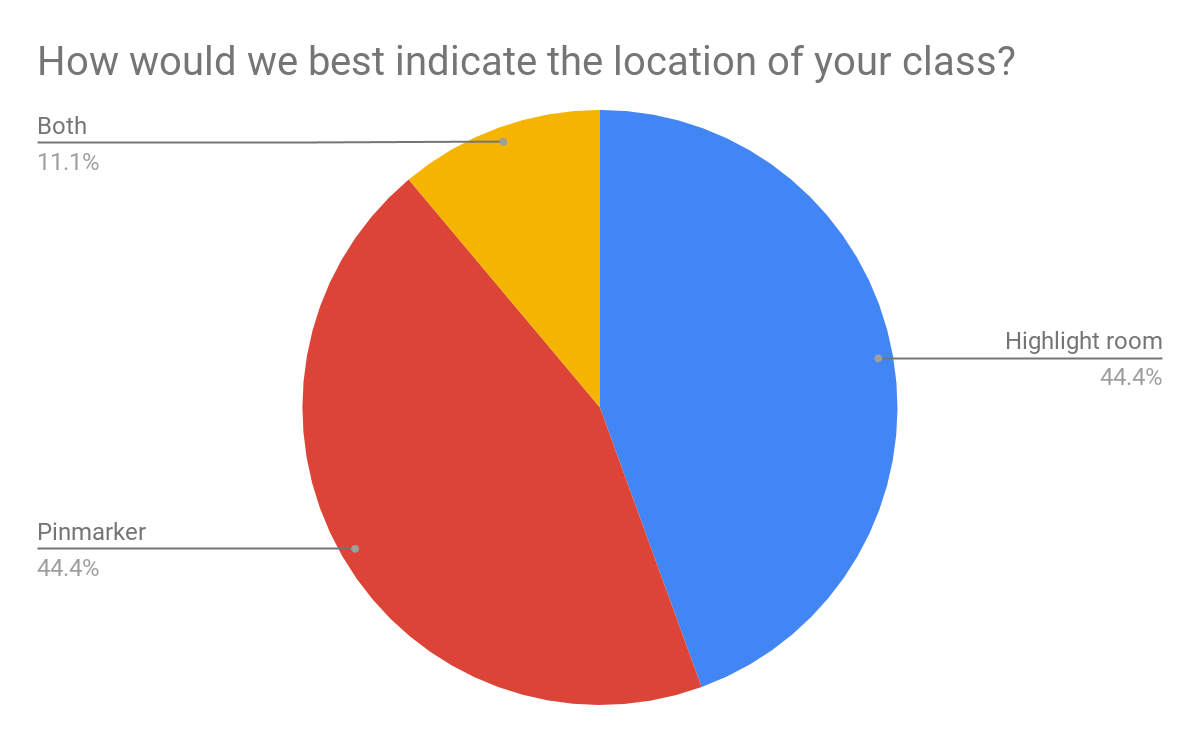 How would we best indicate the location of your class?
Both
11.1%
Highlight room
44.4%
Pinmarker
44.4%